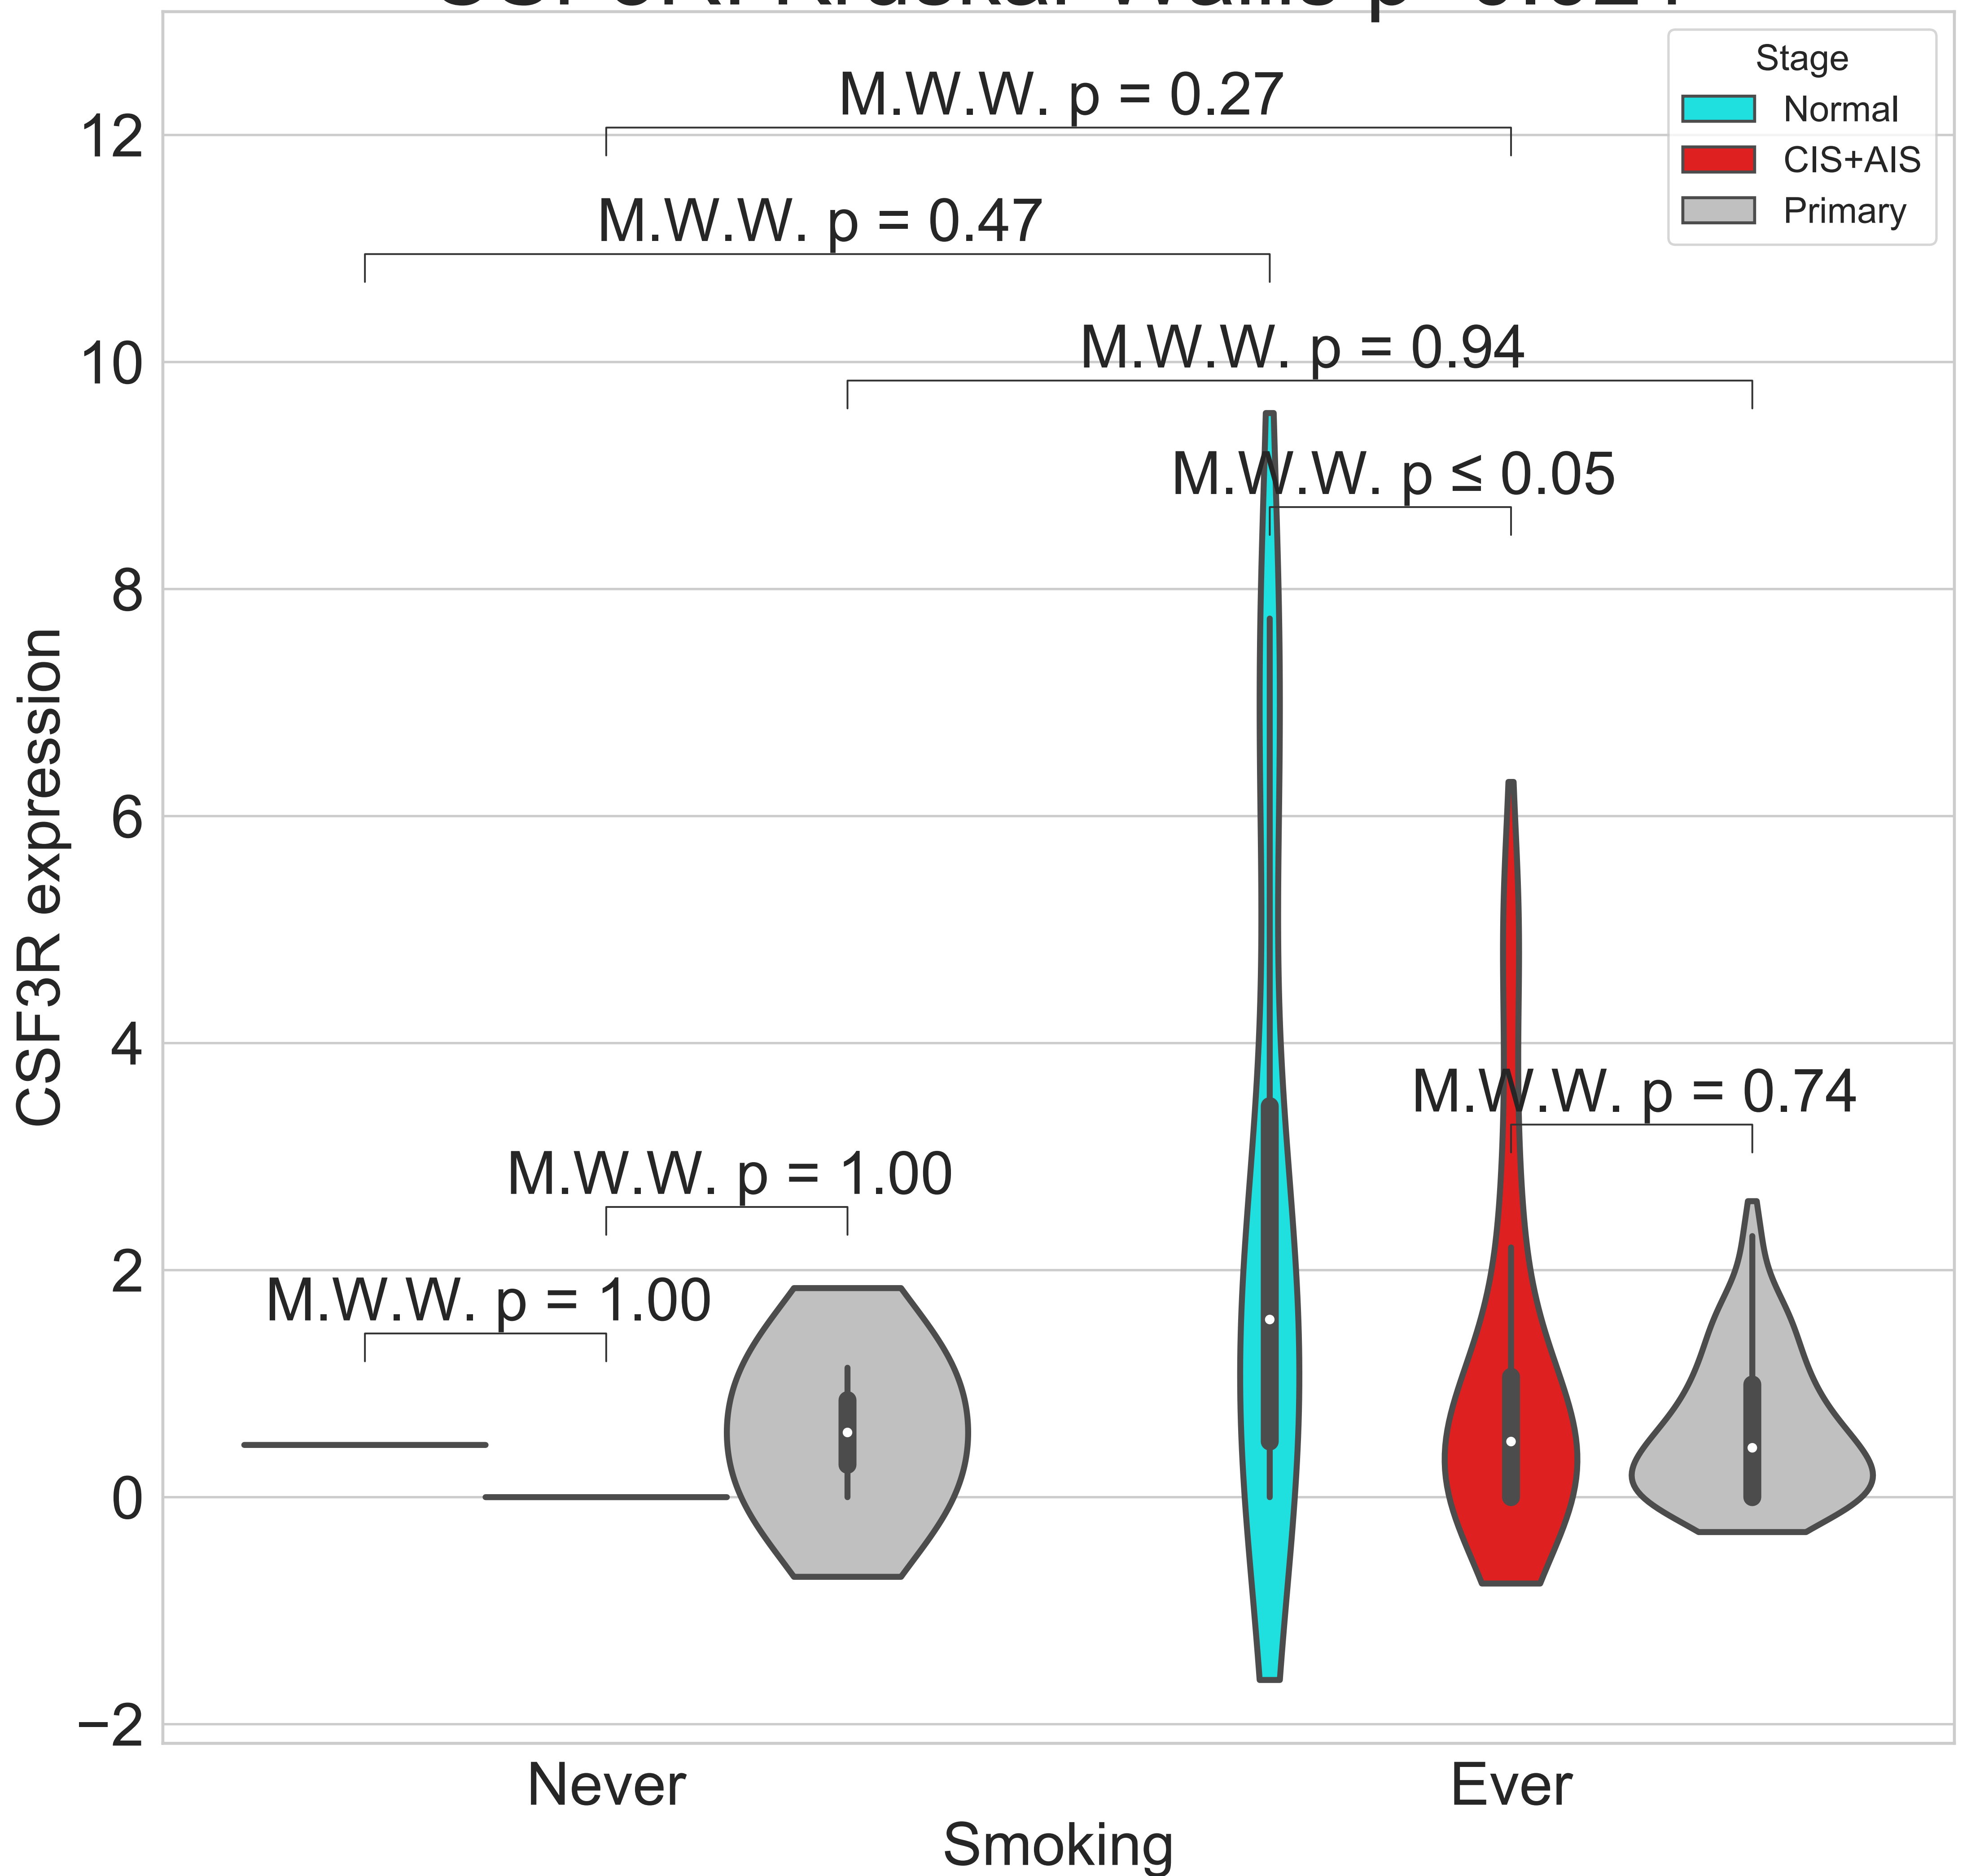 Stage
Normal
CIS+AIS
Primary
M.W.W. p = 0.27
M.W.W. p = 0.47
M.W.W. p = 0.94
M.W.W. p ≤ 0.05
M.W.W. p = 0.74
M.W.W. p = 1.00
M.W.W. p = 1.00
12
10
8
6
4
2
0
−2
CSF3R expression
Never
Ever
Smoking